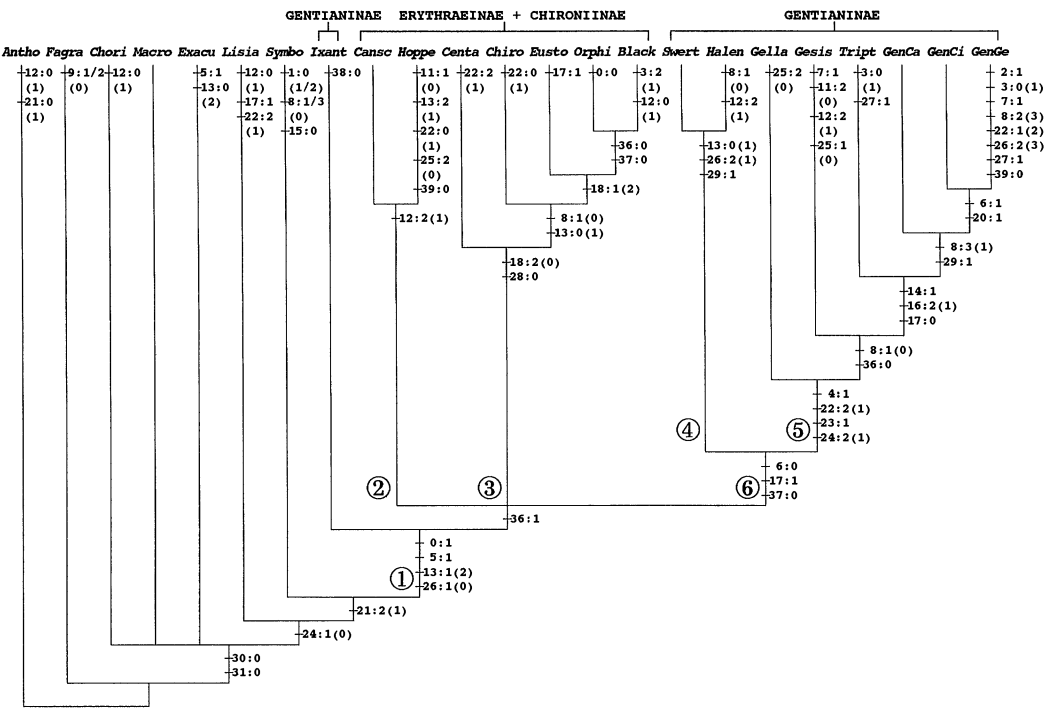 GENTIANINAE ERYTHRAEINAE + CHIRONIINAE GENTIANINAE
Antho Fagra Chori Macro Exacu Lisia Symbo Ixant Cansc Hoppe Centa Chiro Eusto Orphi Black Swert Halen Gella Gesis Tript GenCa GenCi GenGe
12:0 9:1/2 12:0 5:1 12:0 1:0 38:0 11:1 22:2 22:0 17:1 0:0 3:2 8:1 25:2 7:1 3:0 2:1
(1) (0) (1) 13:0 (1) (1/2) (0) (1) (1) (1) (0) (0) 11:2 (1) 3:0(1)
21:0 (2) 17:1 8:1/3 13:2 12:0 12:2 (0) 27:1 7:1
(1) 22:2 (0) (1) (1) (1) 12:2 8:2(3)
(1) 15:0 22:0 (1) 22:1(2)
(1) 36:0 13:0(1) 25:1 26:2(3)
25:2 37:0 26:2(1) (0) 27:1
(0) 29:1 39:0
39:0 18:1(2)
6:1
12:2(1) 8:1(0) 20:1
13:0(1)
8:3(1)
18:2(0) 29:1
28:0
14:1
16:2(1)
17:0
8:1(0)
36:0
4:1
22:2(1)
④ ⑤ 23:1
24:2(1)
6:0
② ③ ⑥ 17:1
37:0
36:1
0:1
5:1
① 13:1(2)
26:1(0)
21:2(1)
24:1(0)
30:0
31:0